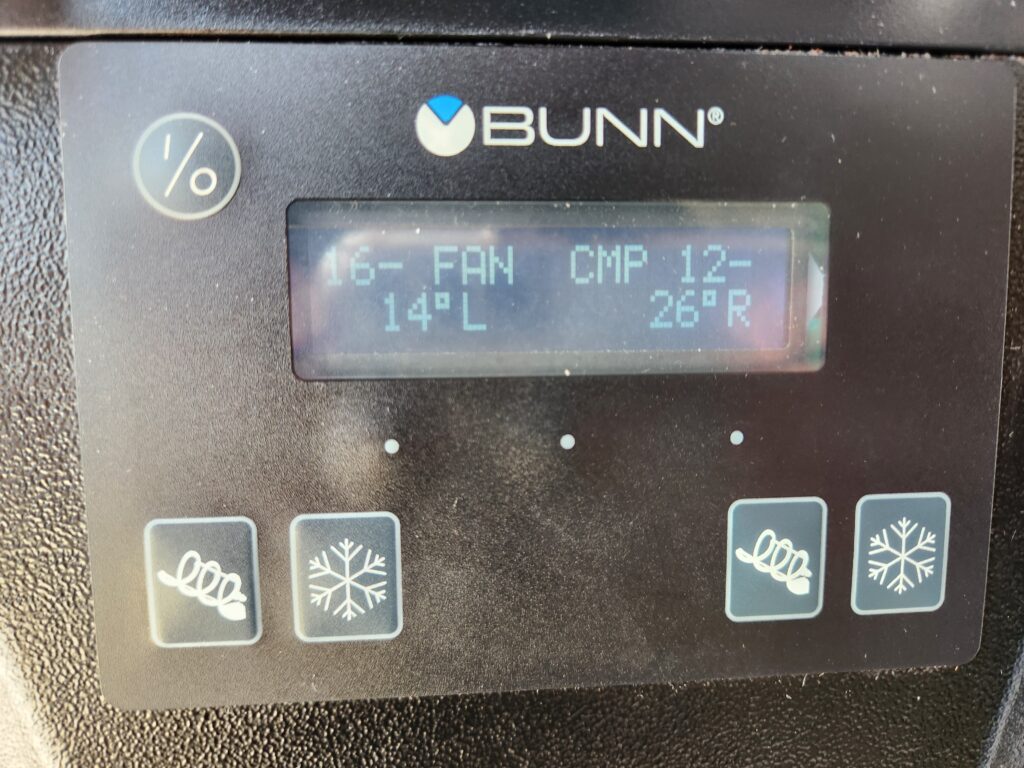 I/O
BUNN®
16- FAN CMP 12-
14°L 26°R